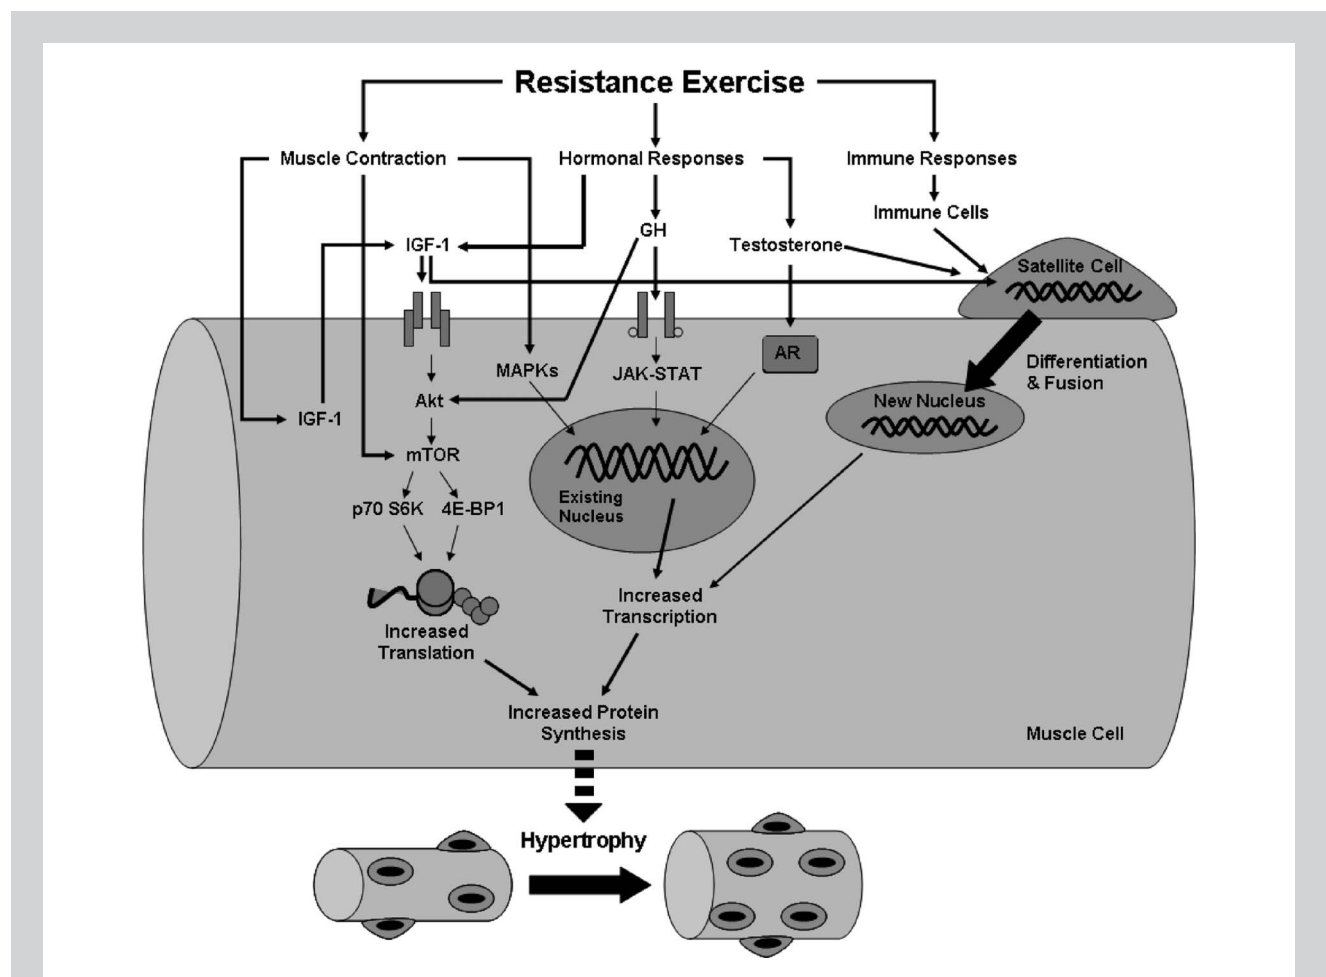 Resistance Exercise
Muscle Contraction
Hormonal Responses
Immune Responses
Immune Cells
GH
IGF-1
Testosterone
Satellite Cell
AR
MAPKs
JAK-STAT
Differentiation
& Fusion
Akt
New Nucleus
IGF-1
mTOR
Existing
Nucleus
p70 S6K
4E-BP1
Increased
Transcription
Increased
Translation
Increased Protein
Synthesis
Muscle Cell
Hypertrophy